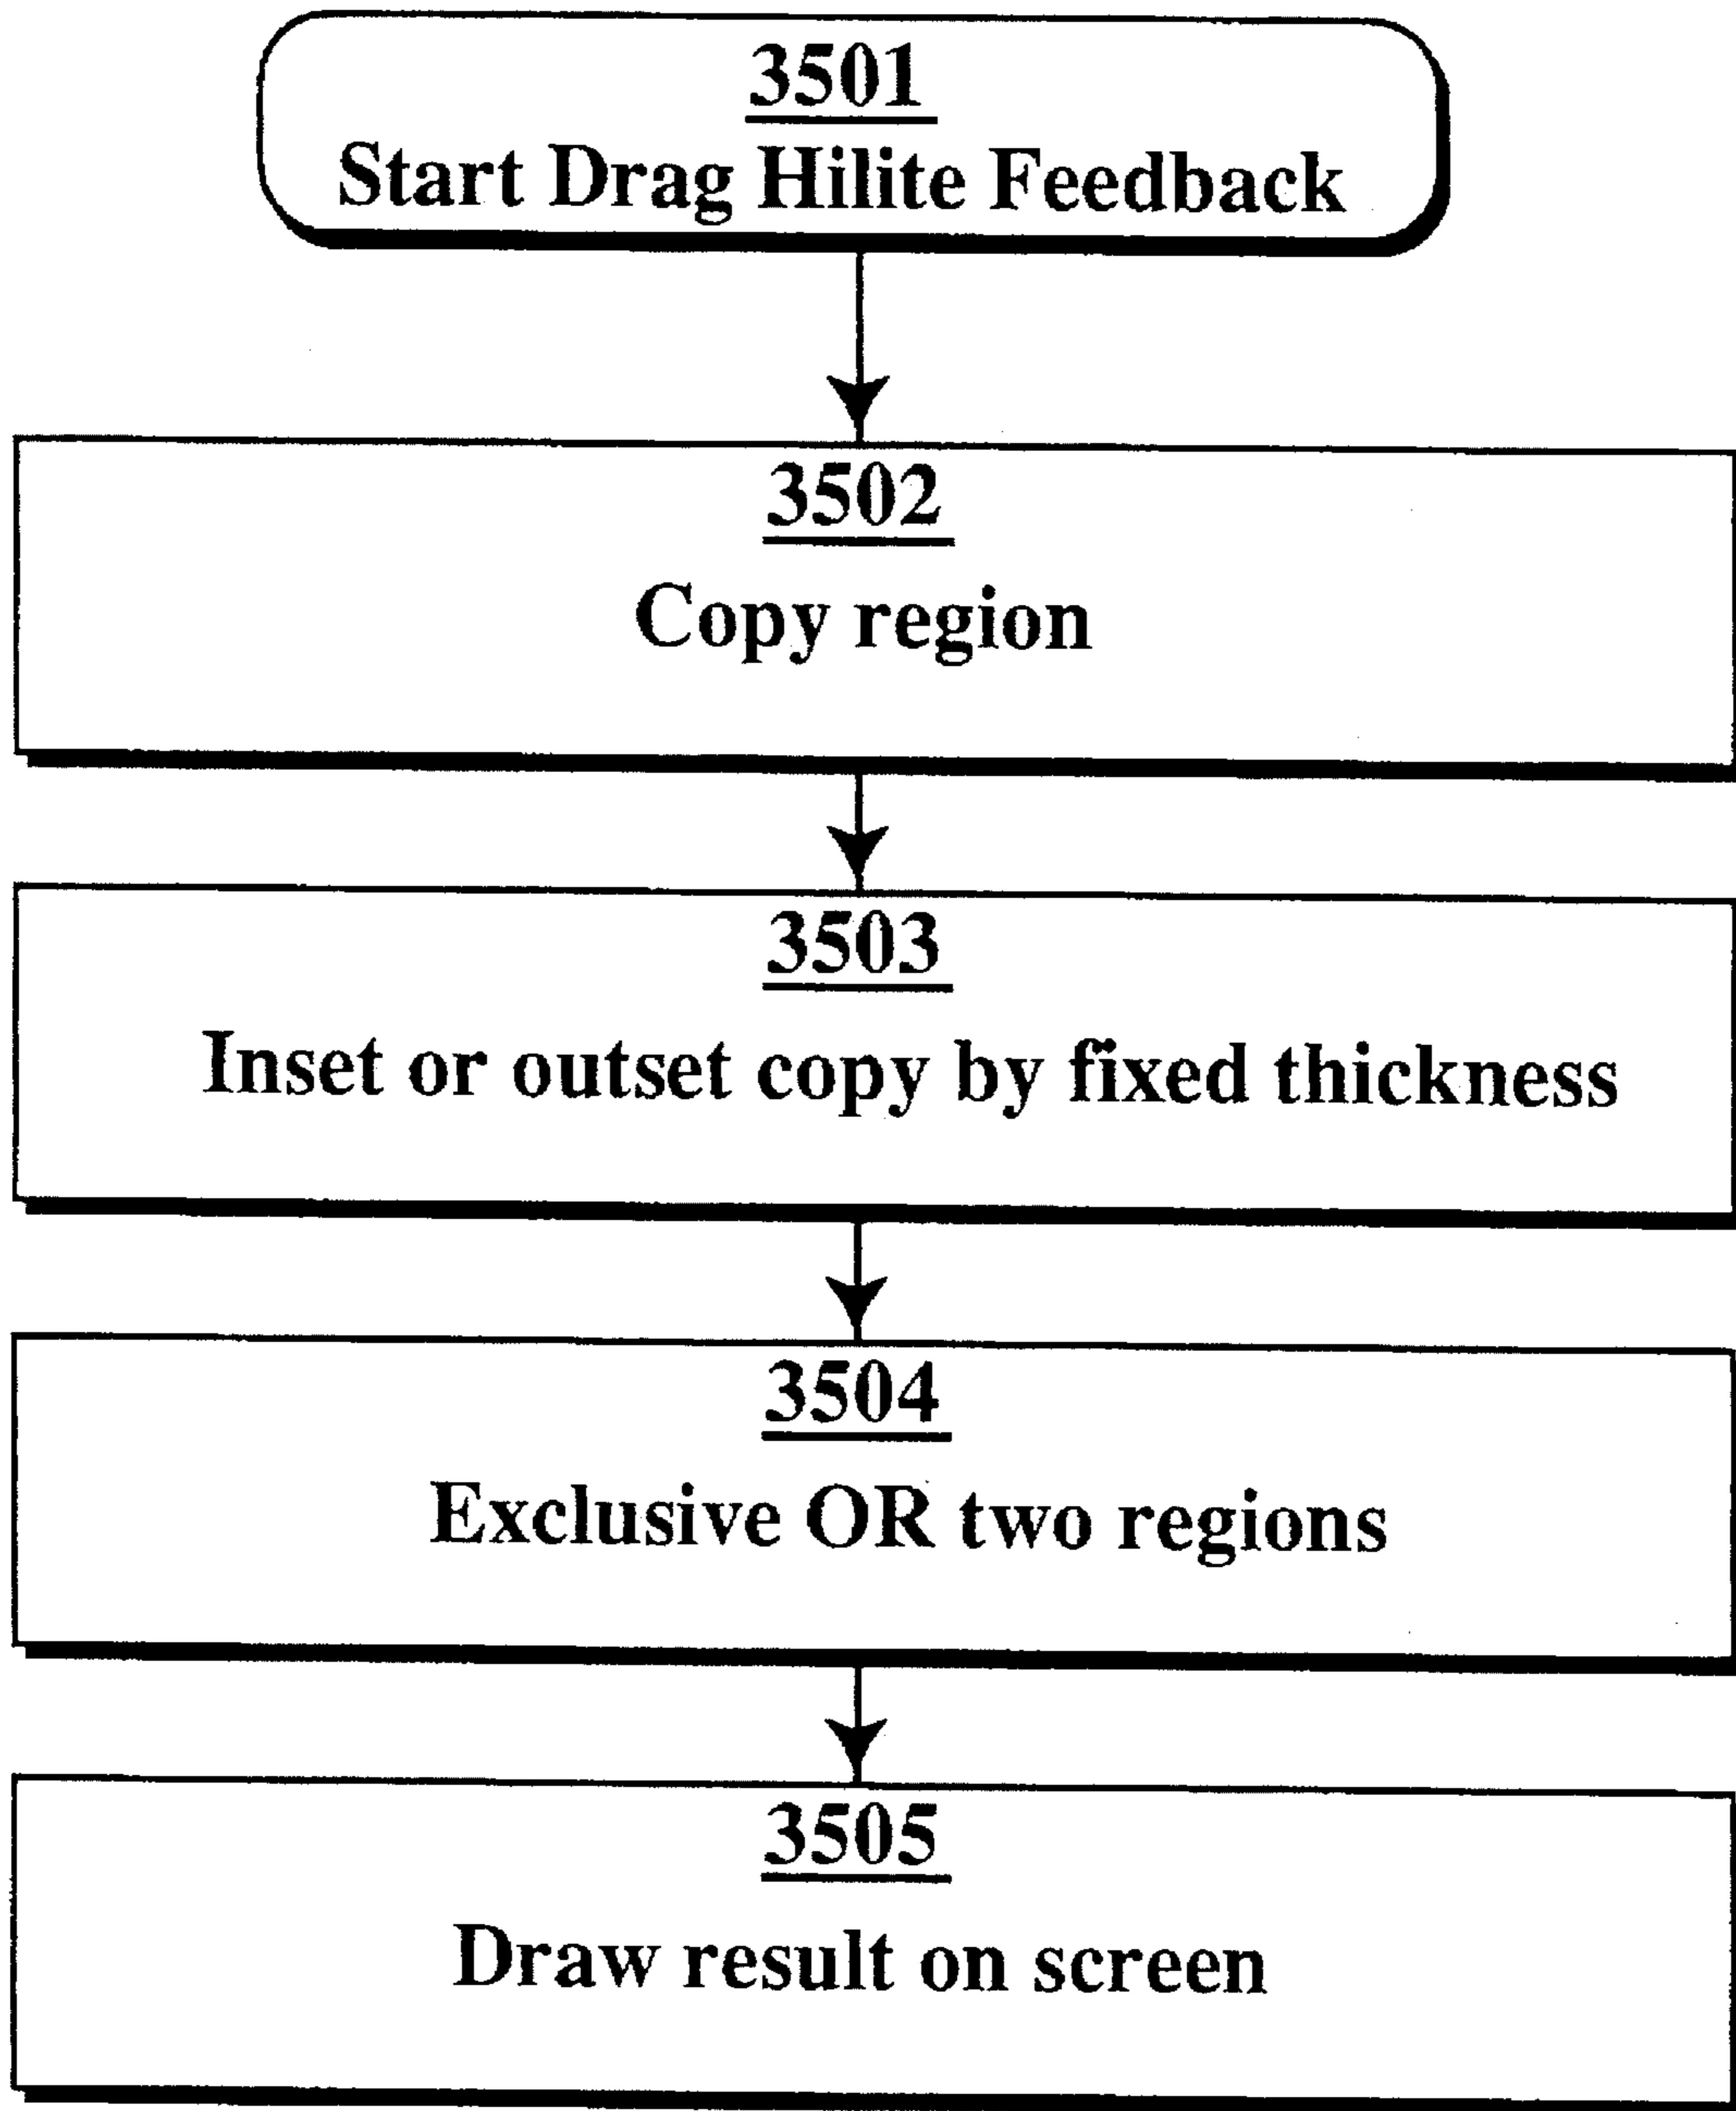 3501
Start Drag Hilite Feedback
3502
Copy region
3503
Inset or outset copy by fixed thickness
3504
Exclusive OR two regions
3505
Draw result on screen